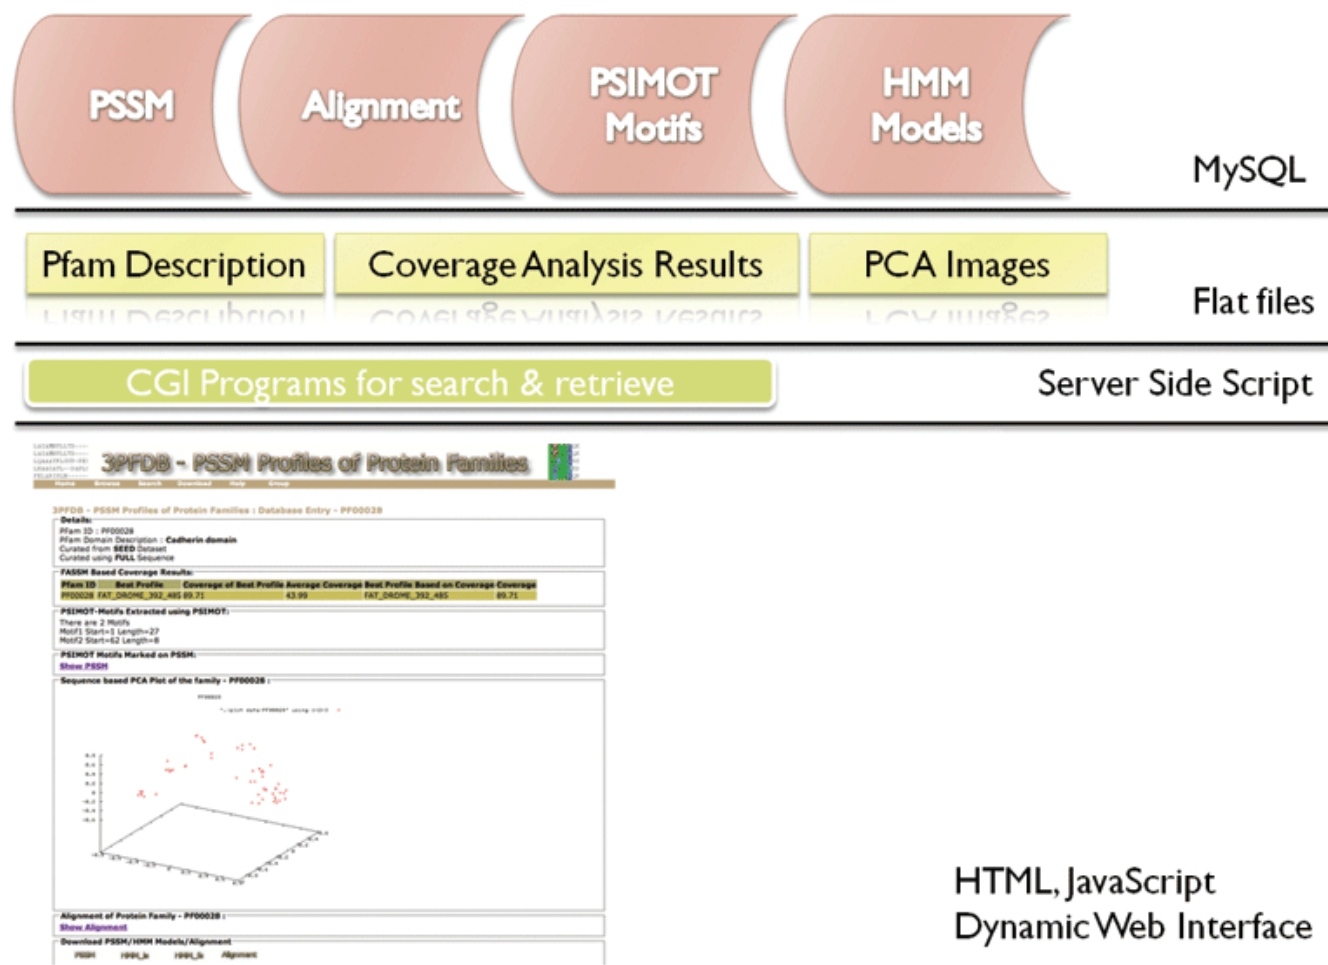 PSSM
Alignment
PSIMOT
Motifs
HMM
Models
MySQL
Pfam Description
Coverage Analysis Results
PCA Images
Flat files
CGI Programs for search & retrieve
Server Side Script
3PFDB - PSSM Profiles of Protein Families
Home Browse Search Download Help Group
3PFDB - PSSM Profiles of Protein Families : Database Entry - PF00028
Details:
Pfam ID : PF00028
Pfam Domain Description : Cadherin domain
Curated from SEED Dataset
Curated using FULL Sequence
FASSM Based Coverage Results:
Pfam ID Best Profile Coverage of Best Profile Average Coverage Best Profile Based on Coverage Coverage
PF00028 FAT_DROME_392_485 89.71 43.99 FAT_DROME_392_485 89.71
PSIMOT-Motifs Extracted using PSIMOT:
There are 2 Motifs
Motif1 Start=1 Length=27
Motif2 Start=62 Length=8
PSIMOT Motifs Marked on PSSM:
Show PSSM
Sequence based PCA Plot of the family - PF00028 :
PF00028
Alignment of Protein Family - PF00028 :
Show Alignment
Download PSSM/HMM Models/Alignment
PSSM HMM_ls HMM_fs Alignment
HTML, JavaScript
Dynamic Web Interface